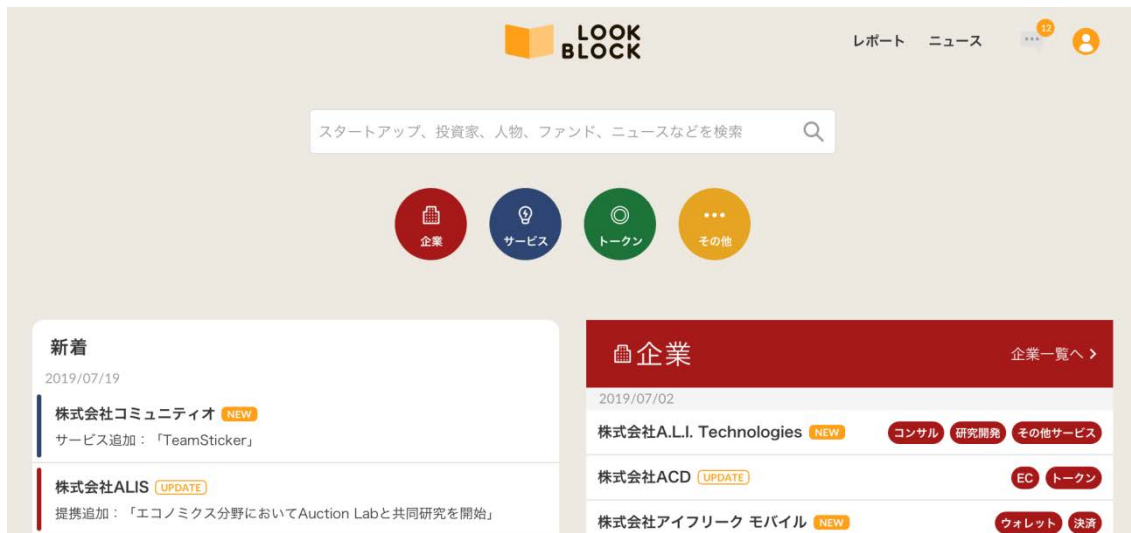 LOOK
BLOCK
レポート ニュース 12
スタートアップ、投資家、人物、ファンド、ニュースなどを検索
企業 サービス トークン その他
新着
2019/07/19
株式会社コミュニティオ NEW
サービス追加：「TeamSticker」
株式会社ALIS UPDATE
提携追加：「エコノミクス分野においてAuction Labと共同研究を開始」
企業 企業一覧へ
2019/07/02
株式会社A.L.I. Technologies NEW コンサル 研究開発 その他サービス
株式会社ACD UPDATE EC トークン
株式会社アイフリーク モバイル NEW ウォレット 決済